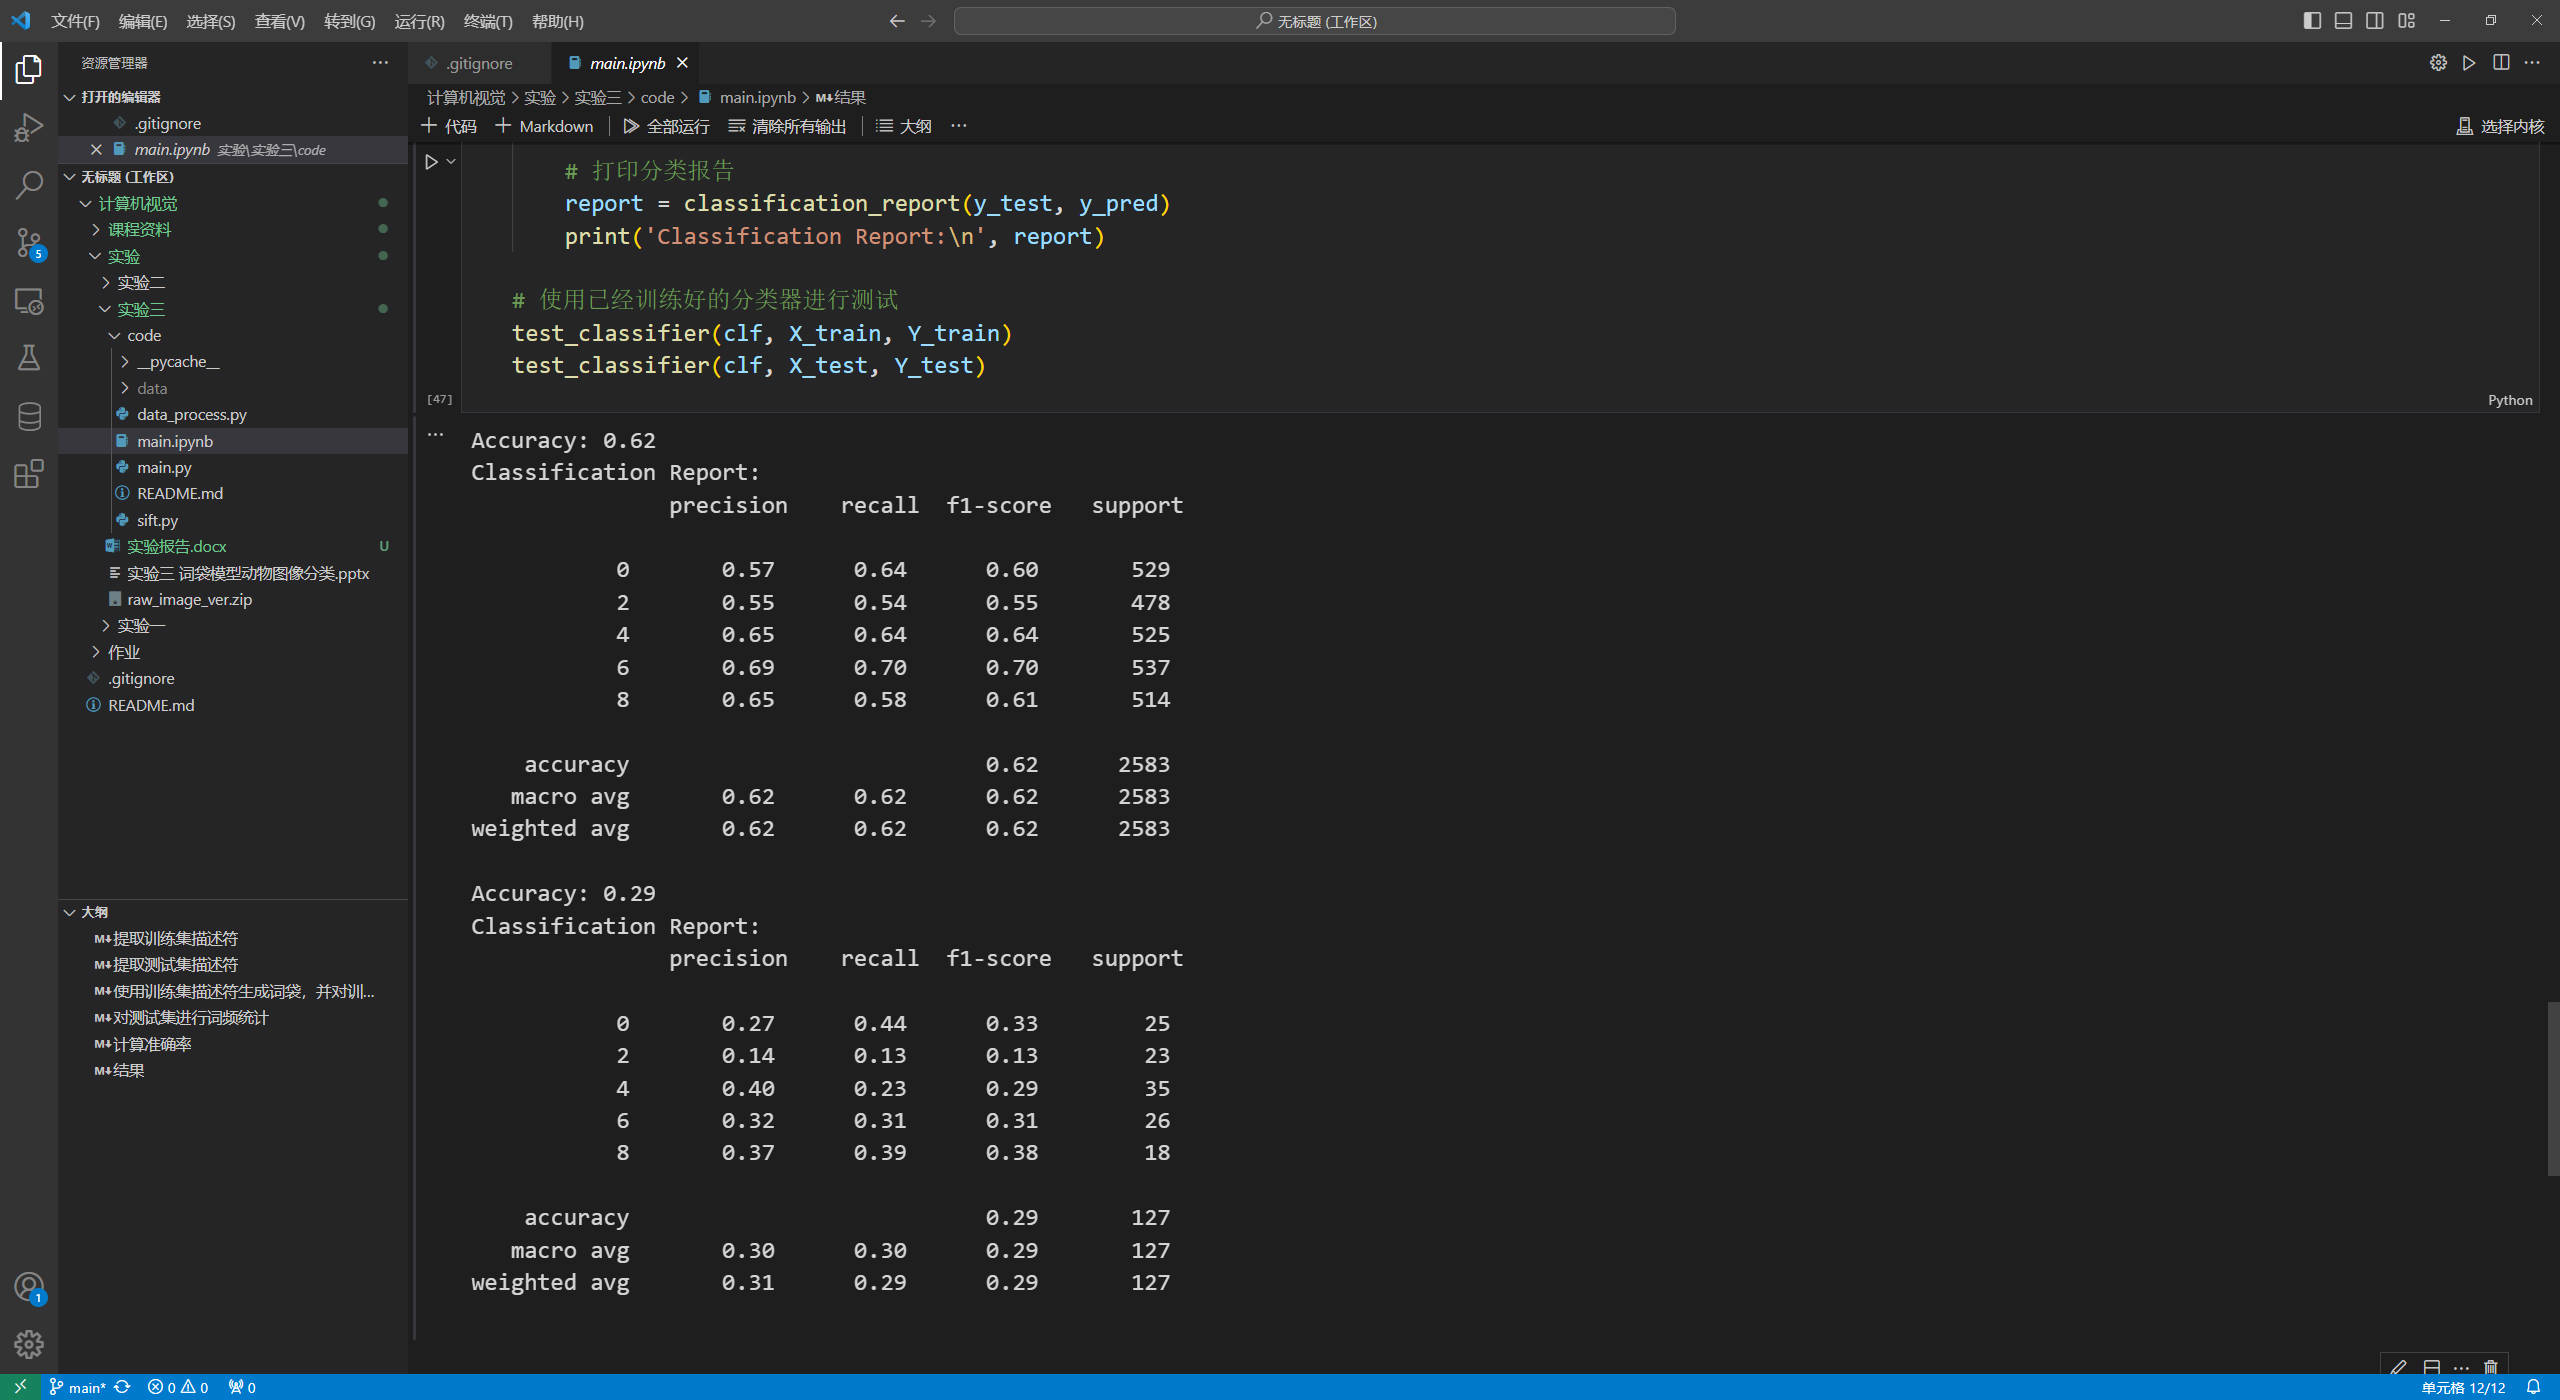 文件(F) 编辑(E) 选择(S) 查看(V) 转到(G) 运行(R) 终端(T) 帮助(H) 无标题 (工作区)
资源管理器
打开的编辑器
.gitignore
main.ipynb 实验\实验三\code
无标题 (工作区)
计算机视觉
课程资料
实验
实验二
实验三
code
__pycache__
data
data_process.py
main.ipynb
main.py
README.md
sift.py
实验报告.docx U
实验三 词袋模型动物图像分类.pptx
raw_image_ver.zip
实验一
作业
.gitignore
README.md
大纲
M↓提取训练集描述符
M↓提取测试集描述符
M↓使用训练集描述符生成词袋，并对训...
M↓对测试集进行词频统计
M↓计算准确率
M↓结果
5
1
.gitignore main.ipynb
计算机视觉 > 实验 > 实验三 > code > main.ipynb > M↓结果
代码 Markdown 全部运行 清除所有输出 大纲 ... 选择内核
# 打印分类报告
report = classification_report(y_test, y_pred)
print('Classification Report:\n', report)
# 使用已经训练好的分类器进行测试
test_classifier(clf, X_train, Y_train)
test_classifier(clf, X_test, Y_test)
[47] Python
Accuracy: 0.62
Classification Report:
precision recall f1-score support
0 0.57 0.64 0.60 529
2 0.55 0.54 0.55 478
4 0.65 0.64 0.64 525
6 0.69 0.70 0.70 537
8 0.65 0.58 0.61 514
accuracy 0.62 2583
macro avg 0.62 0.62 0.62 2583
weighted avg 0.62 0.62 0.62 2583
Accuracy: 0.29
Classification Report:
precision recall f1-score support
0 0.27 0.44 0.33 25
2 0.14 0.13 0.13 23
4 0.40 0.23 0.29 35
6 0.32 0.31 0.31 26
8 0.37 0.39 0.38 18
accuracy 0.29 127
macro avg 0.30 0.30 0.29 127
weighted avg 0.31 0.29 0.29 127
main* 0 0 0 单元格 12/12